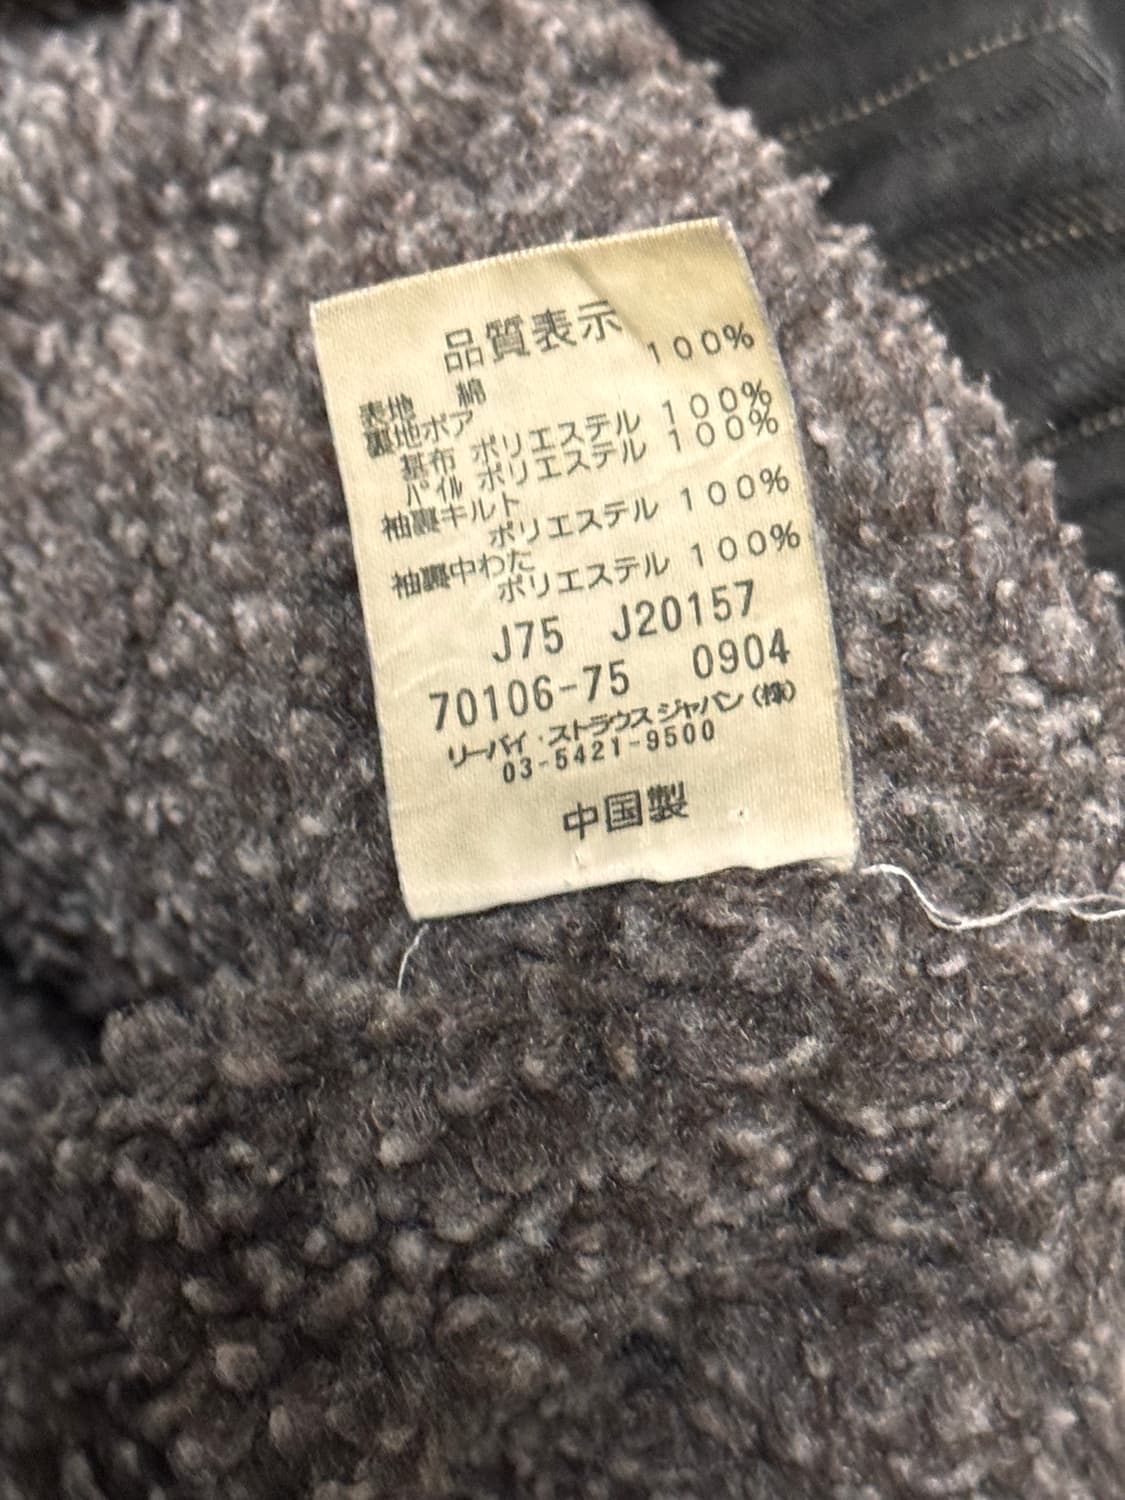 品質表示
表地 綿 100%
裏地ボア
基布 ポリエステル 100%
パイル ポリエステル 100%
袖裏キルト
ポリエステル 100%
袖裏中わた
ポリエステル 100%
J75 J20157
70106-75 0904
リーバイ・ストラウス ジャパン(株)
03-5421-9500
中国製